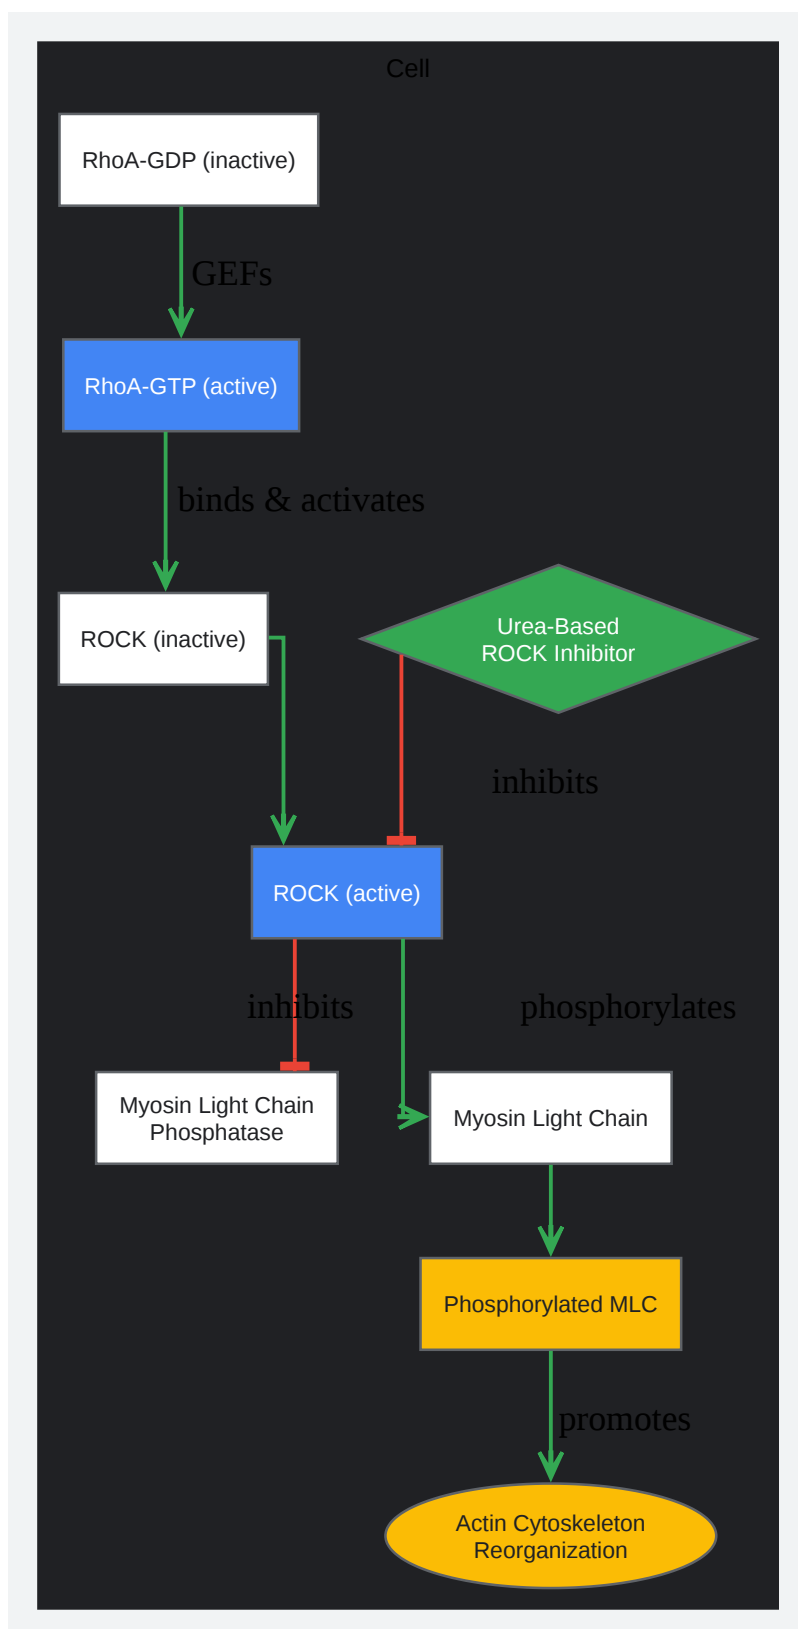 Cell
RhoA-GDP (inactive)
GEFs
RhoA-GTP (active)
binds & activates
ROCK (inactive)
Urea-Based
ROCK Inhibitor
inhibits
ROCK (active)
inhibits
phosphorylates
Myosin Light Chain
Phosphatase
Myosin Light Chain
Phosphorylated MLC
promotes
Actin Cytoskeleton
Reorganization